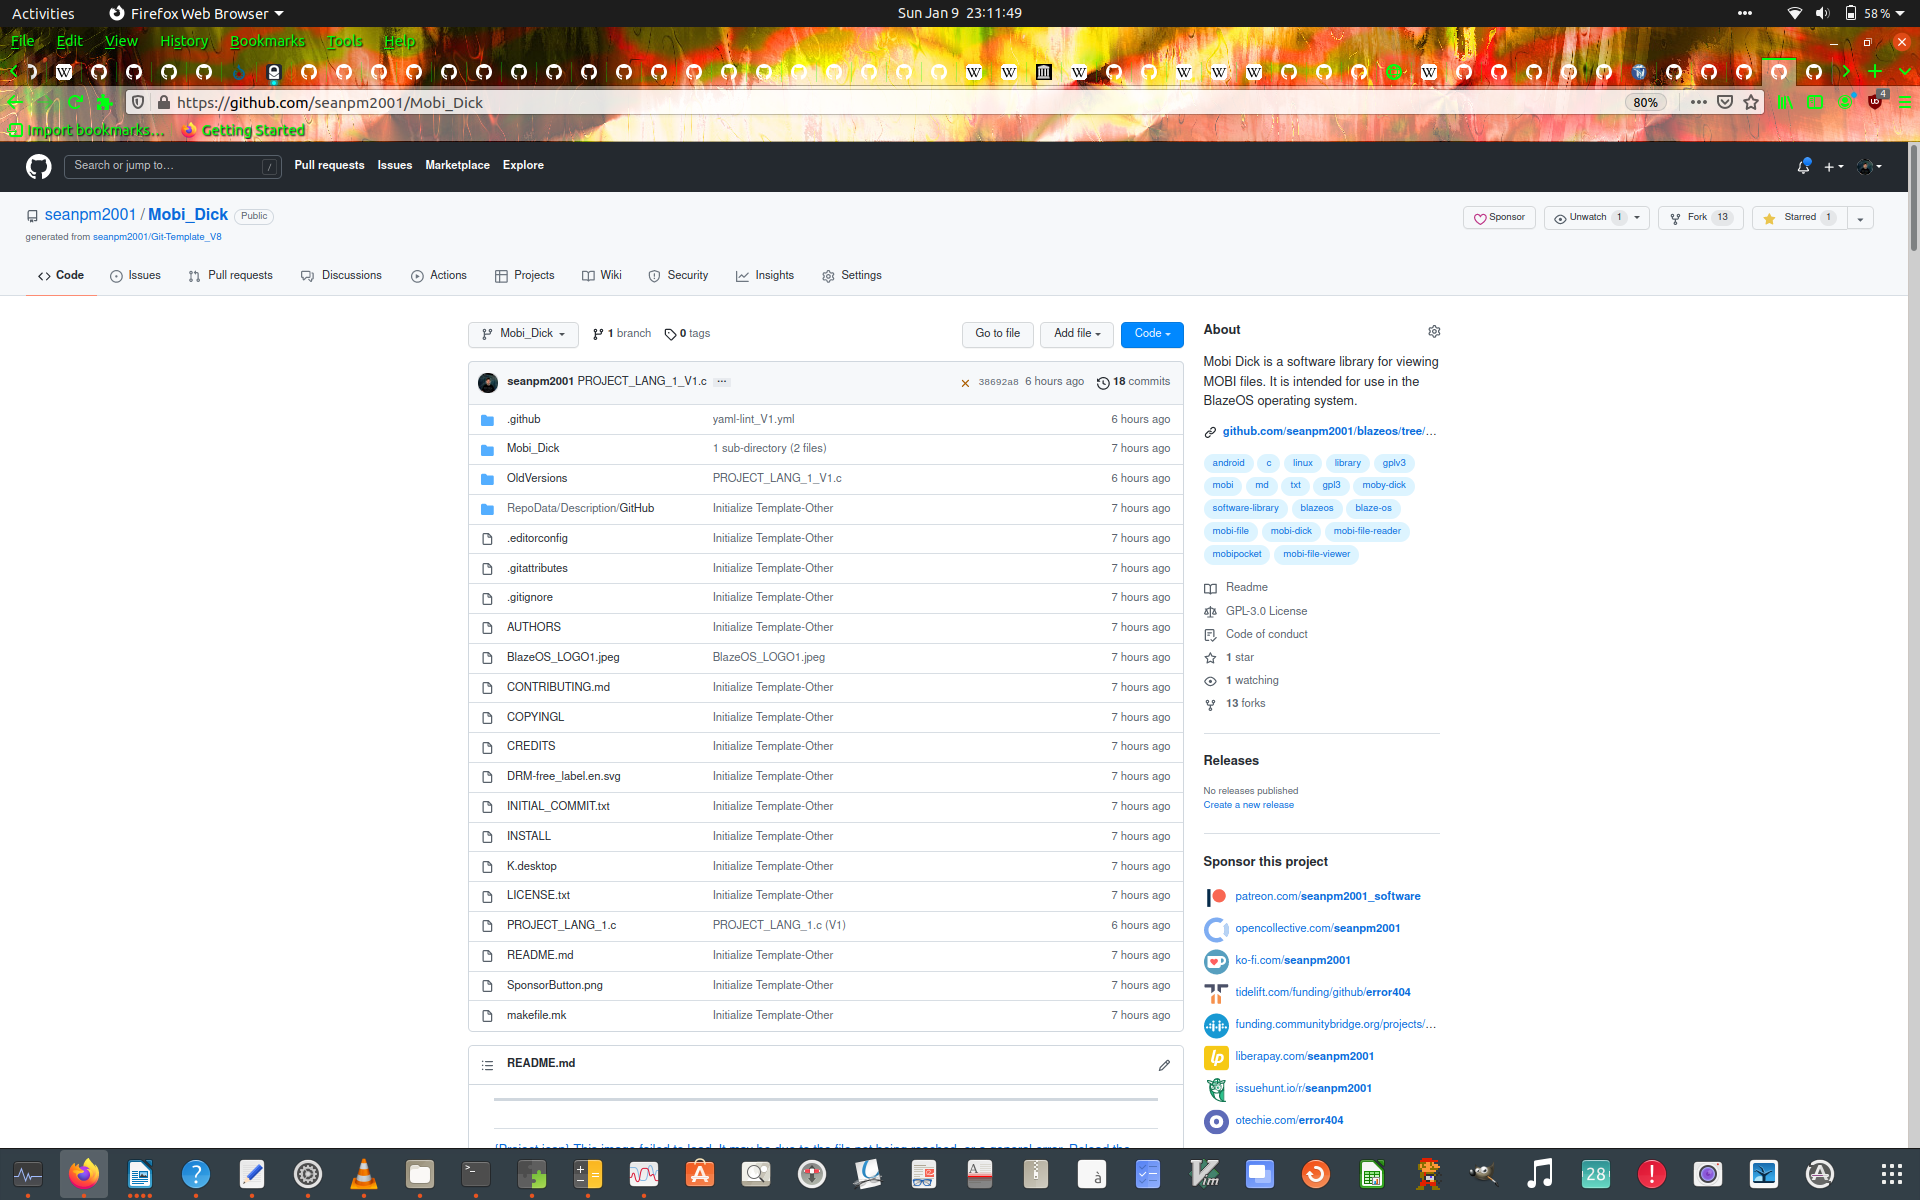 Activities Firefox Web Browser Sun Jan 9 23:11:49 58 %
File Edit View History Bookmarks Tools Help
https://github.com/seanpm2001/Mobi_Dick 80% 4
Import bookmarks... Getting Started
Search or jump to... / Pull requests Issues Marketplace Explore
seanpm2001 / Mobi_Dick Public Sponsor Unwatch 1 Fork 13 Starred 1
generated from seanpm2001/Git-Template_V8
Code Issues Pull requests Discussions Actions Projects Wiki Security Insights Settings
Mobi_Dick 1 branch 0 tags Go to file Add file Code
seanpm2001 PROJECT_LANG_1_V1.c ... 38692a8 6 hours ago 18 commits
.github yaml-lint_V1.yml 6 hours ago
Mobi_Dick 1 sub-directory (2 files) 7 hours ago
OldVersions PROJECT_LANG_1_V1.c 6 hours ago
RepoData/Description/GitHub Initialize Template-Other 7 hours ago
.editorconfig Initialize Template-Other 7 hours ago
.gitattributes Initialize Template-Other 7 hours ago
.gitignore Initialize Template-Other 7 hours ago
AUTHORS Initialize Template-Other 7 hours ago
BlazeOS_LOGO1.jpeg BlazeOS_LOGO1.jpeg 7 hours ago
CONTRIBUTING.md Initialize Template-Other 7 hours ago
COPYINGL Initialize Template-Other 7 hours ago
CREDITS Initialize Template-Other 7 hours ago
DRM-free_label.en.svg Initialize Template-Other 7 hours ago
INITIAL_COMMIT.txt Initialize Template-Other 7 hours ago
INSTALL Initialize Template-Other 7 hours ago
K.desktop Initialize Template-Other 7 hours ago
LICENSE.txt Initialize Template-Other 7 hours ago
PROJECT_LANG_1.c PROJECT_LANG_1.c (V1) 6 hours ago
README.md Initialize Template-Other 7 hours ago
SponsorButton.png Initialize Template-Other 7 hours ago
makefile.mk Initialize Template-Other 7 hours ago
README.md
About
Mobi Dick is a software library for viewing
MOBI files. It is intended for use in the
BlazeOS operating system.
github.com/seanpm2001/blazeos/tree/...
android c linux library gplv3
mobi md txt gpl3 moby-dick
software-library blazeos blaze-os
mobi-file mobi-dick mobi-file-reader
mobipocket mobi-file-viewer
Readme
GPL-3.0 License
Code of conduct
1 star
1 watching
13 forks
Releases
No releases published
Create a new release
Sponsor this project
patreon.com/seanpm2001_software
opencollective.com/seanpm2001
ko-fi.com/seanpm2001
tidelift.com/funding/github/error404
funding.communitybridge.org/projects/...
liberapay.com/seanpm2001
issuehunt.io/r/seanpm2001
otechie.com/error404
28